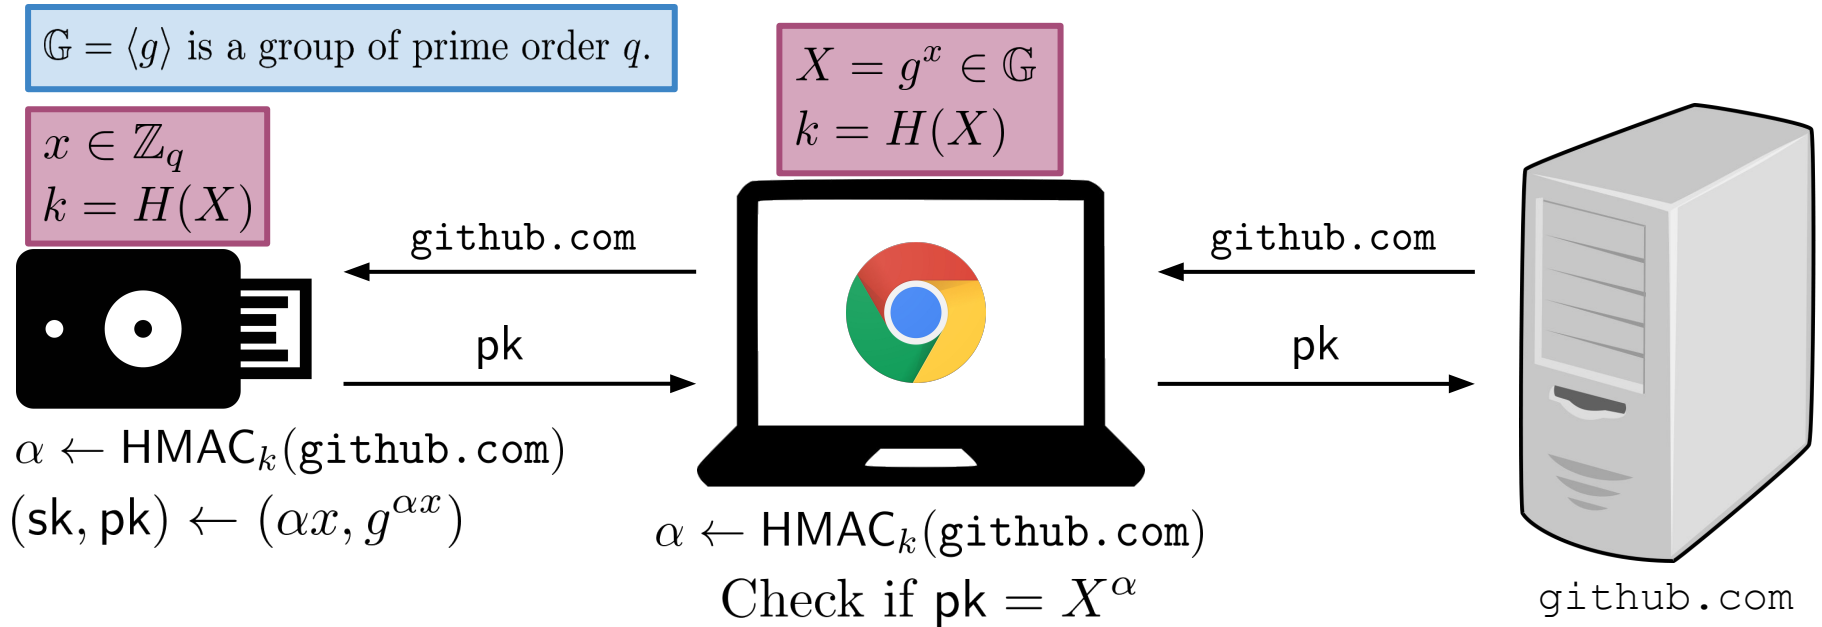 𝔾 = ⟨g⟩ is a group of prime order q.
x ∈ ℤ_q
k = H(X)
X = g^x ∈ 𝔾
k = H(X)
github.com
github.com
pk
pk
α ← HMAC_k(github.com)
(sk, pk) ← (αx, g^{αx})
α ← HMAC_k(github.com)
Check if pk = X^α
github.com